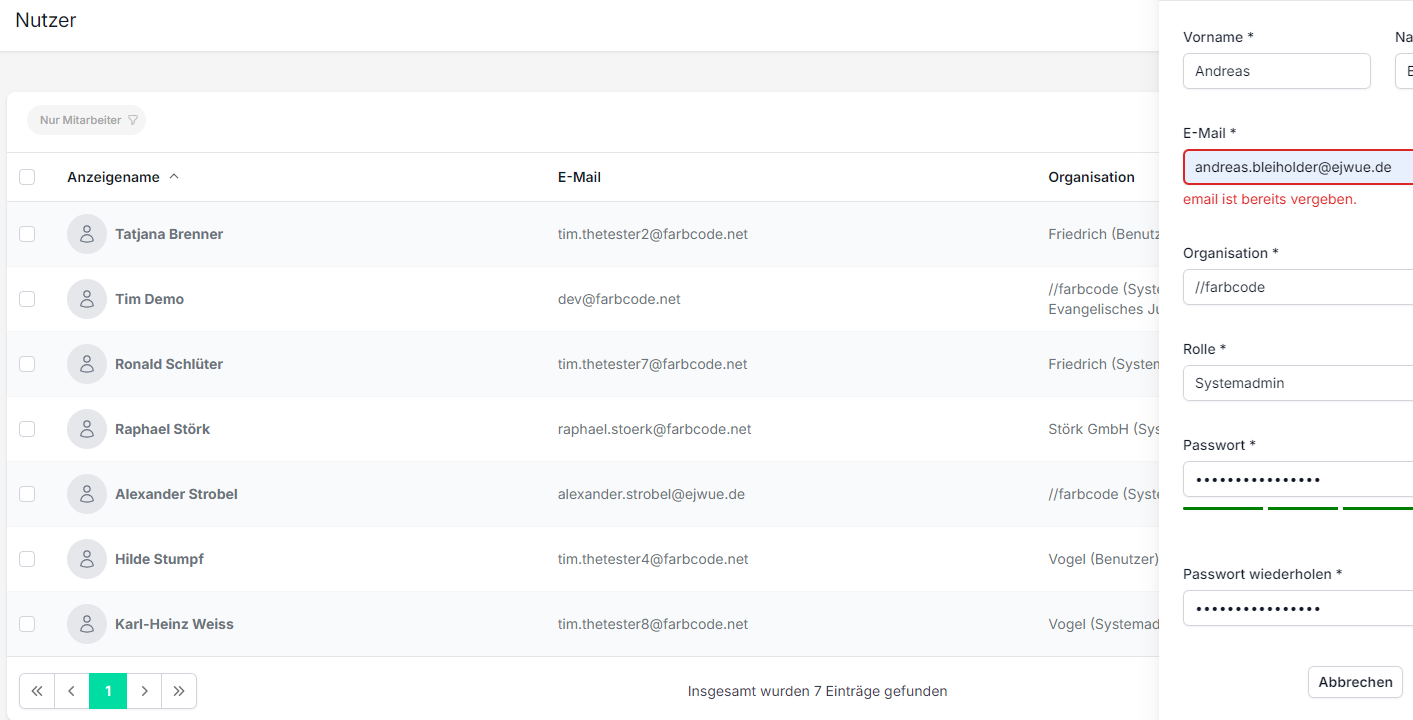 Nutzer
Nur Mitarbeiter
Anzeigename E-Mail Organisation
Tatjana Brenner tim.thetester2@farbcode.net Friedrich (Benutz
Tim Demo dev@farbcode.net //farbcode (Syste
Evangelisches Ju
Ronald Schlüter tim.thetester7@farbcode.net Friedrich (System
Raphael Störk raphael.stoerk@farbcode.net Störk GmbH (Sys
Alexander Strobel alexander.strobel@ejwue.de //farbcode (Syste
Hilde Stumpf tim.thetester4@farbcode.net Vogel (Benutzer)
Karl-Heinz Weiss tim.thetester8@farbcode.net Vogel (Systemad
« ‹ 1 › »
Insgesamt wurden 7 Einträge gefunden
Vorname * Na
Andreas
E-Mail *
andreas.bleiholder@ejwue.de
email ist bereits vergeben.
Organisation *
//farbcode
Rolle *
Systemadmin
Passwort *
••••••••••••••••
Passwort wiederholen *
••••••••••••••••
Abbrechen